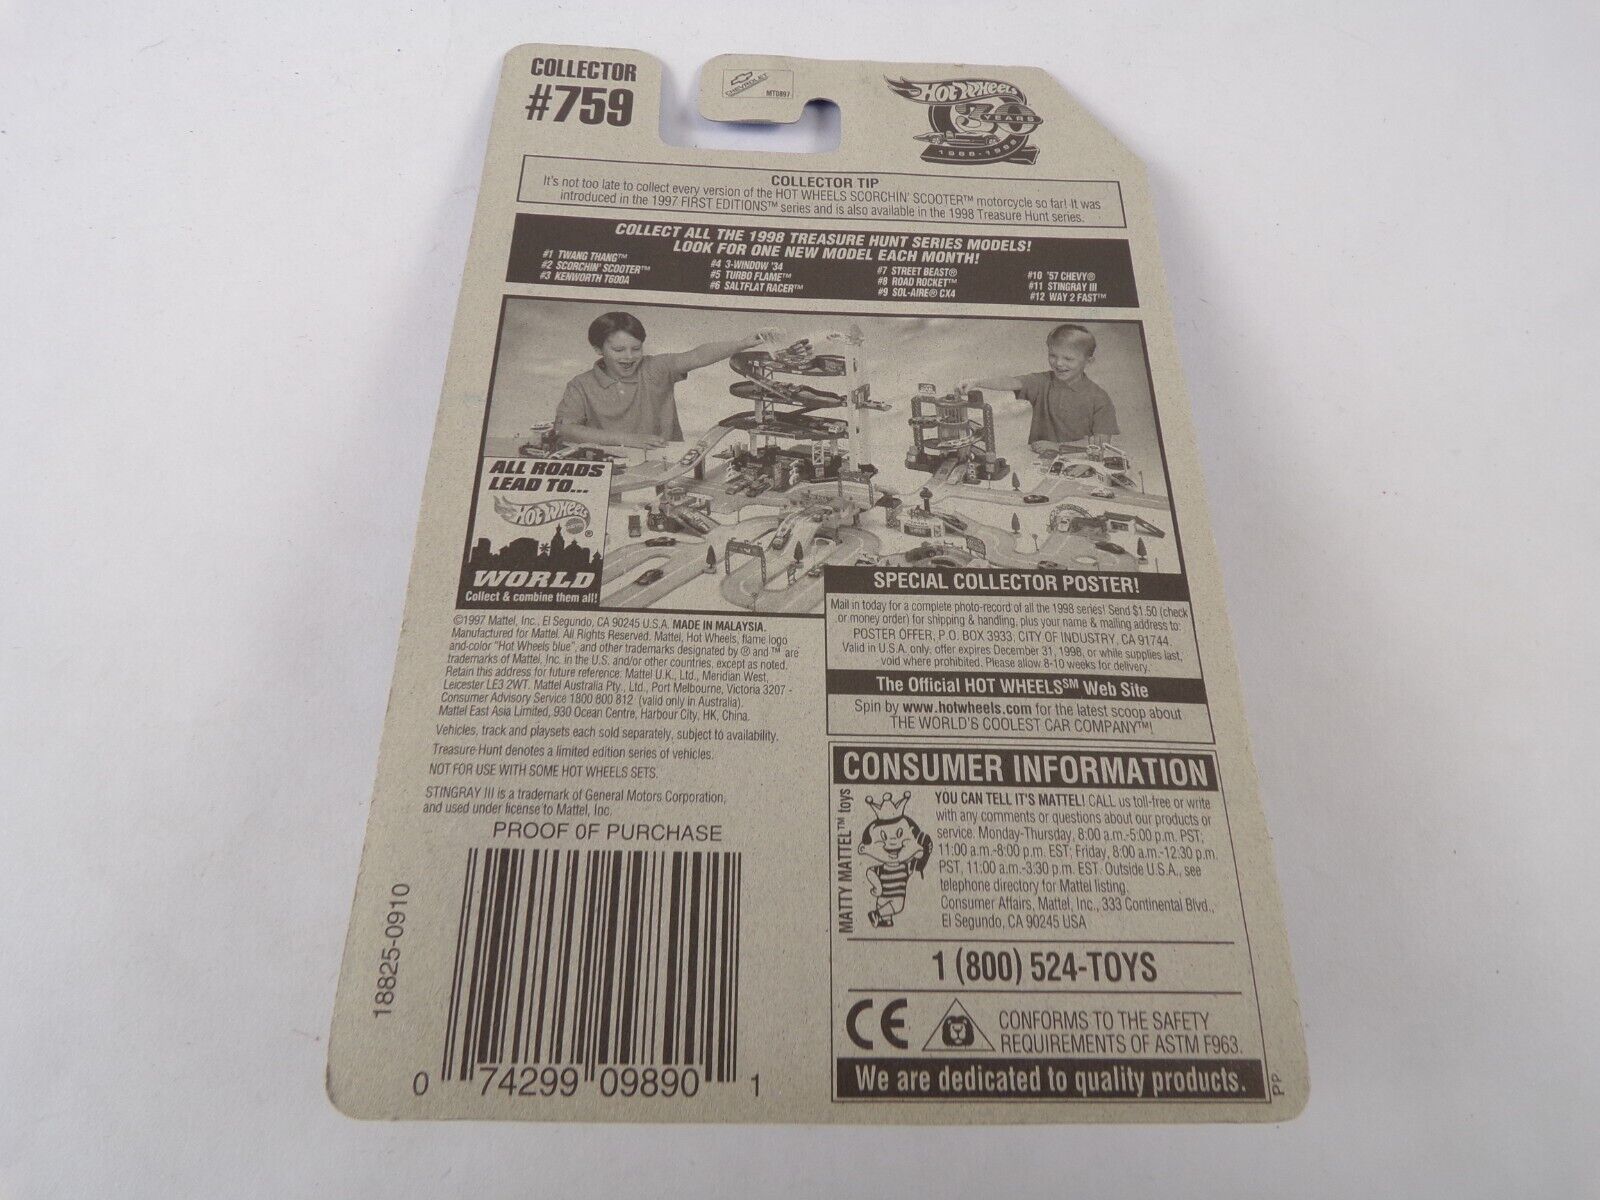 COLLECTOR
#759
CHEVROLET
MT0897
HOT WHEELS
30
YEARS
1968-1998
COLLECTOR TIP
It's not too late to collect every version of the HOT WHEELS SCORCHIN' SCOOTER™ motorcycle so far! It was
introduced in the 1997 FIRST EDITIONS™ series and is also available in the 1998 Treasure Hunt series.
COLLECT ALL THE 1998 TREASURE HUNT SERIES MODELS!
LOOK FOR ONE NEW MODEL EACH MONTH!
#1 TWANG THANG™
#2 SCORCHIN' SCOOTER™
#3 KENWORTH T600A
#4 3-WINDOW '34
#5 TURBO FLAME™
#6 SALTFLAT RACER™
#7 STREET BEAST®
#8 ROAD ROCKET™
#9 SOL-AIRE® CX4
#10 '57 CHEVY®
#11 STINGRAY III
#12 WAY 2 FAST™
ALL ROADS
LEAD TO...
HOT WHEELS®
WORLD
Collect & combine them all!
©1997 Mattel, Inc., El Segundo, CA 90245 U.S.A. MADE IN MALAYSIA.
Manufactured for Mattel. All Rights Reserved. Mattel, Hot Wheels, flame logo
and-color "Hot Wheels blue", and other trademarks designated by ® and ™ are
trademarks of Mattel, Inc. in the U.S. and/or other countries, except as noted.
Retain this address for future reference: Mattel U.K., Ltd., Meridian West,
Leicester LE3 2WT. Mattel Australia Pty., Ltd., Port Melbourne, Victoria 3207 -
Consumer Advisory Service 1800 800 812 (valid only in Australia).
Mattel East Asia Limited, 930 Ocean Centre, Harbour City, HK, China.
Vehicles, track and playsets each sold separately, subject to availability.
Treasure Hunt denotes a limited edition series of vehicles.
NOT FOR USE WITH SOME HOT WHEELS SETS.
STINGRAY III is a trademark of General Motors Corporation,
and used under license to Mattel, Inc.
PROOF OF PURCHASE
18825-0910
0 74299 09890 1
SPECIAL COLLECTOR POSTER!
Mail in today for a complete photo-record of all the 1998 series! Send $1.50 (check
or money order) for shipping & handling, plus your name & mailing address to:
POSTER OFFER, P.O. BOX 3933, CITY OF INDUSTRY, CA 91744.
Valid in U.S.A. only, offer expires December 31, 1998, or while supplies last,
void where prohibited. Please allow 8-10 weeks for delivery.
The Official HOT WHEELS℠ Web Site
Spin by www.hotwheels.com for the latest scoop about
THE WORLD'S COOLEST CAR COMPANY™!
CONSUMER INFORMATION
MATTY MATTEL™ toys
YOU CAN TELL IT'S MATTEL! CALL us toll-free or write
with any comments or questions about our products or
service. Monday-Thursday, 8:00 a.m.-5:00 p.m. PST;
11:00 a.m.-8:00 p.m. EST; Friday, 8:00 a.m.-12:30 p.m.
PST, 11:00 a.m.-3:30 p.m. EST. Outside U.S.A., see
telephone directory for Mattel listing.
Consumer Affairs, Mattel, Inc., 333 Continental Blvd.,
El Segundo, CA 90245 USA
1 (800) 524-TOYS
CE
CONFORMS TO THE SAFETY
REQUIREMENTS OF ASTM F963.
We are dedicated to quality products.
PP